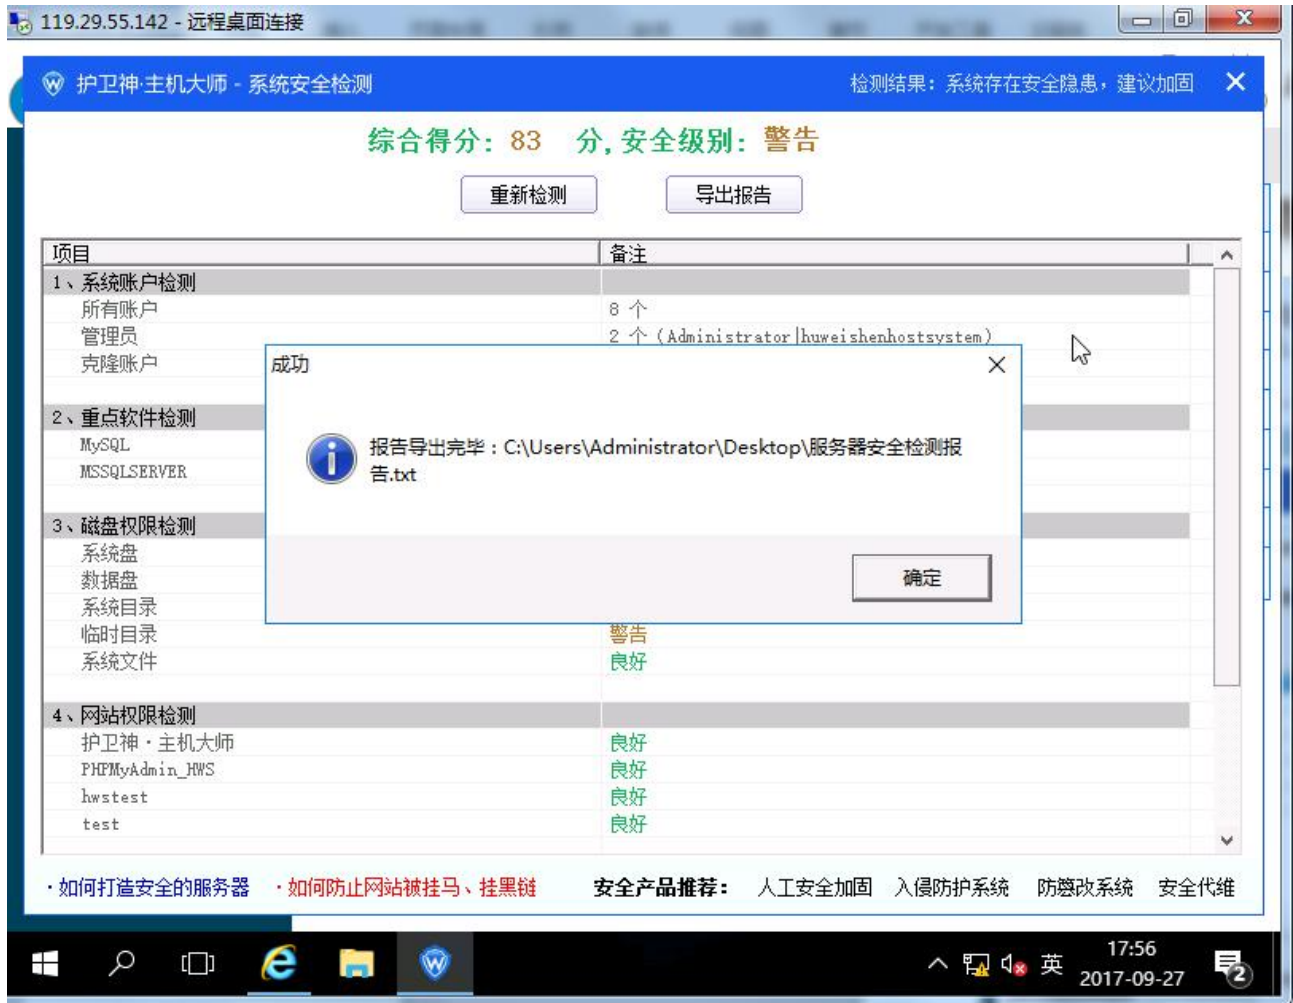 119.29.55.142 - 远程桌面连接
护卫神·主机大师 - 系统安全检测 检测结果：系统存在安全隐患，建议加固
综合得分：83 分,安全级别：警告
重新检测 导出报告
项目 备注
1、系统账户检测
所有账户 8 个
管理员 2 个(Administrator|huweishenhostsystem)
克隆账户
成功
2、重点软件检测
MySQL
MSSQLSERVER
报告导出完毕：C:\Users\Administrator\Desktop\服务器安全检测报
告.txt
3、磁盘权限检测
系统盘
数据盘
确定
系统目录
临时目录 警告
系统文件 良好
4、网站权限检测
护卫神·主机大师 良好
PHPMyAdmin_HWS 良好
hwstest 良好
test 良好
·如何打造安全的服务器 ·如何防止网站被挂马、挂黑链 安全产品推荐： 人工安全加固 入侵防护系统 防篡改系统 安全代维
英
17:56
2017-09-27
2